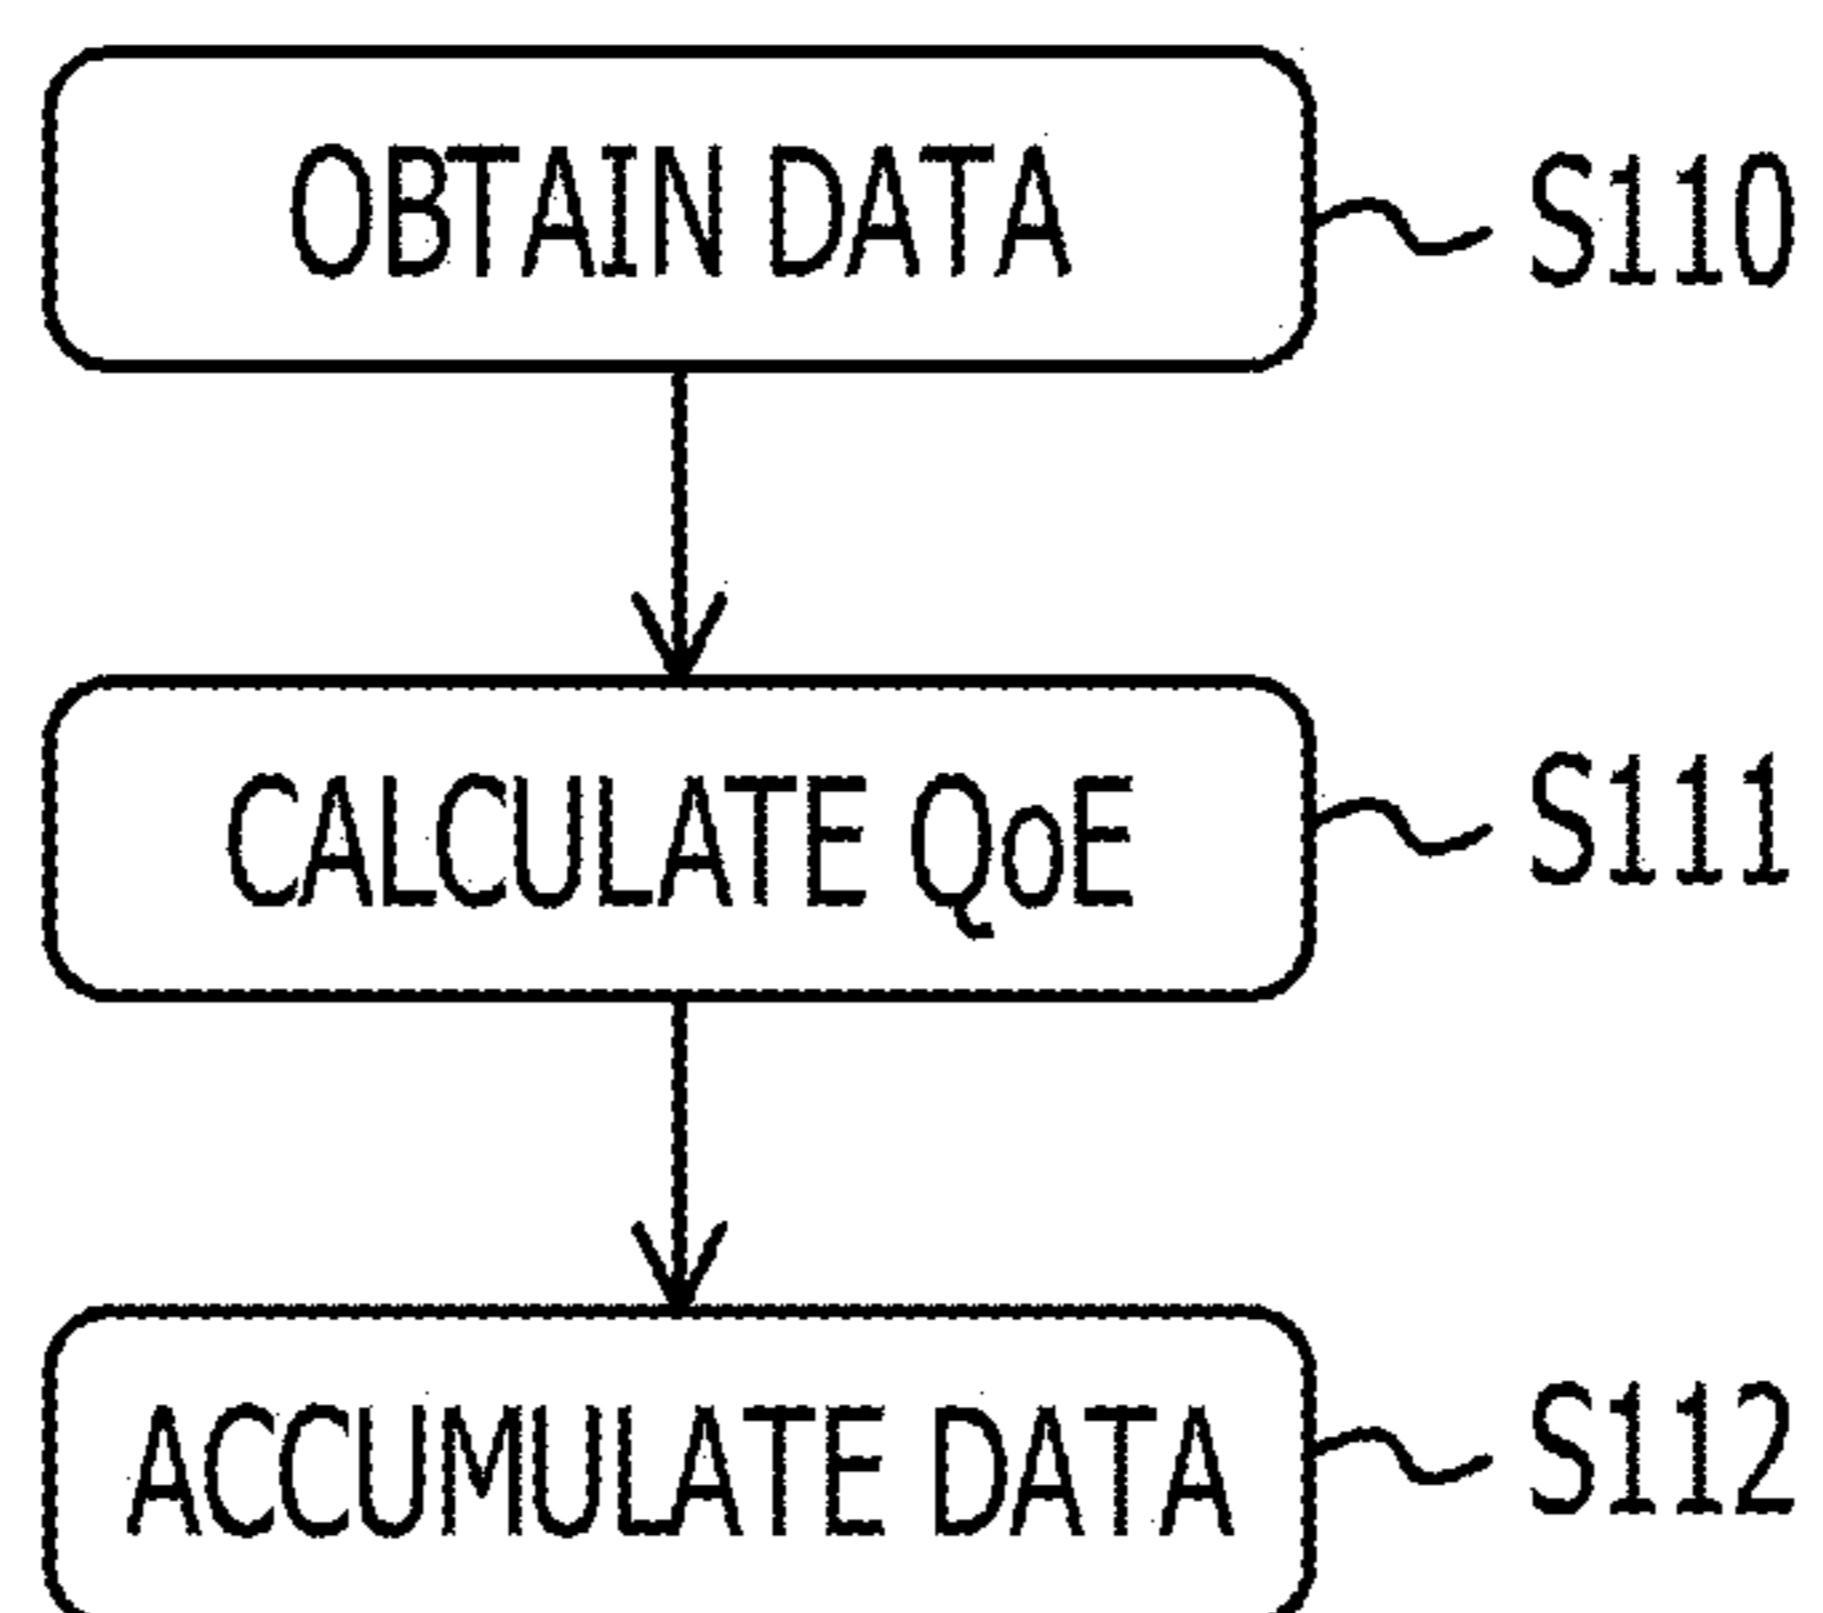 OBTAIN DATA S110
CALCULATE QoE S111
ACCUMULATE DATA S112